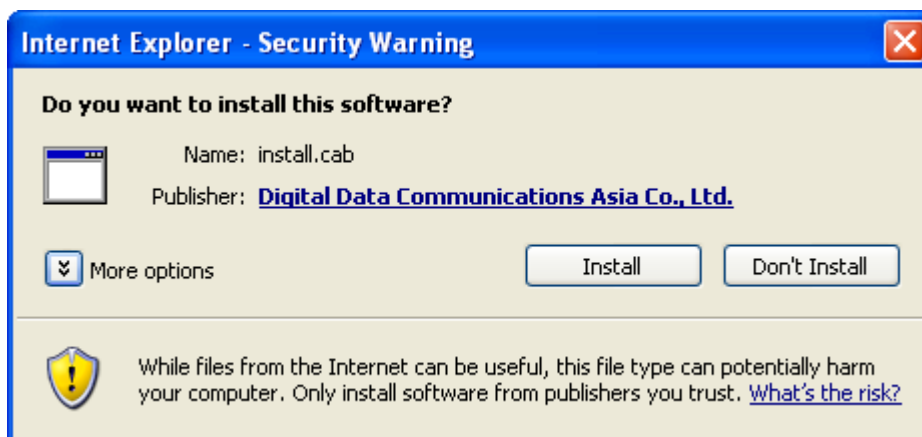 Internet Explorer - Security Warning
Do you want to install this software?
Name: install.cab
Publisher: Digital Data Communications Asia Co., Ltd.
More options
Install
Don't Install
While files from the Internet can be useful, this file type can potentially harm
your computer. Only install software from publishers you trust. What's the risk?